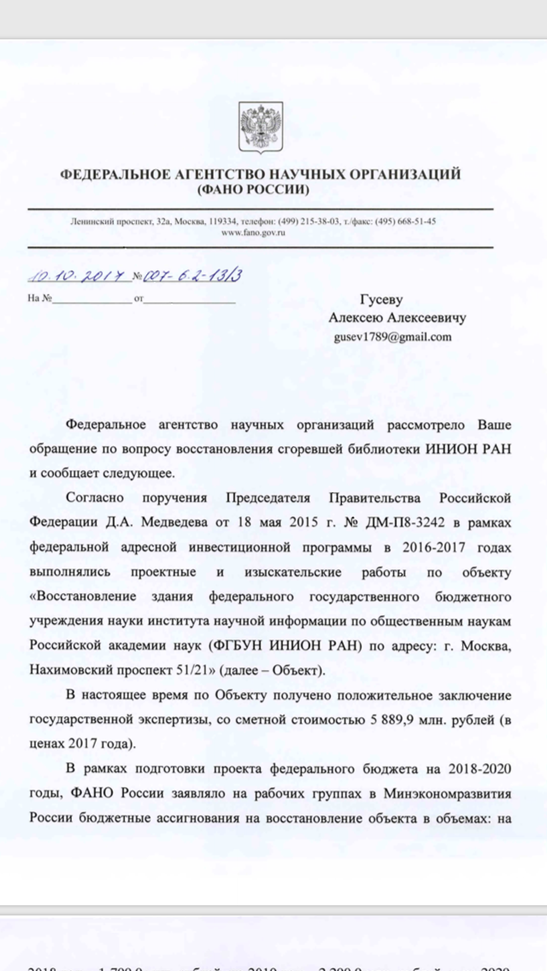 ФЕДЕРАЛЬНОЕ АГЕНТСТВО НАУЧНЫХ ОРГАНИЗАЦИЙ
(ФАНО РОССИИ)
Ленинский проспект, 32а, Москва, 119334, телефон: (499) 215-38-03, т./факс: (495) 668-51-45
www.fano.gov.ru
10.10.2017 № 007-6.2-13/3
На №______________ от__________________
Гусеву
Алексею Алексеевичу
gusev1789@gmail.com
Федеральное агентство научных организаций рассмотрело Ваше
обращение по вопросу восстановления сгоревшей библиотеки ИНИОН РАН
и сообщает следующее.
Согласно поручения Председателя Правительства Российской
Федерации Д.А. Медведева от 18 мая 2015 г. № ДМ-П8-3242 в рамках
федеральной адресной инвестиционной программы в 2016-2017 годах
выполнялись проектные и изыскательские работы по объекту
«Восстановление здания федерального государственного бюджетного
учреждения науки института научной информации по общественным наукам
Российской академии наук (ФГБУН ИНИОН РАН) по адресу: г. Москва,
Нахимовский проспект 51/21» (далее – Объект).
В настоящее время по Объекту получено положительное заключение
государственной экспертизы, со сметной стоимостью 5 889,9 млн. рублей (в
ценах 2017 года).
В рамках подготовки проекта федерального бюджета на 2018-2020
годы, ФАНО России заявляло на рабочих группах в Минэкономразвития
России бюджетные ассигнования на восстановление объекта в объемах: на